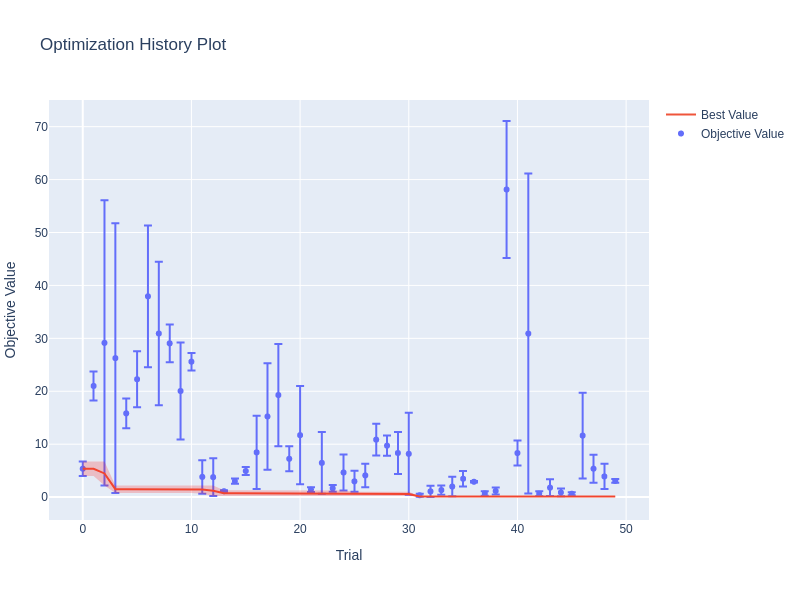 Optimization History Plot
Best Value
Objective Value
70
60
50
40
30
20
10
0
Objective Value
0 10 20 30 40 50
Trial